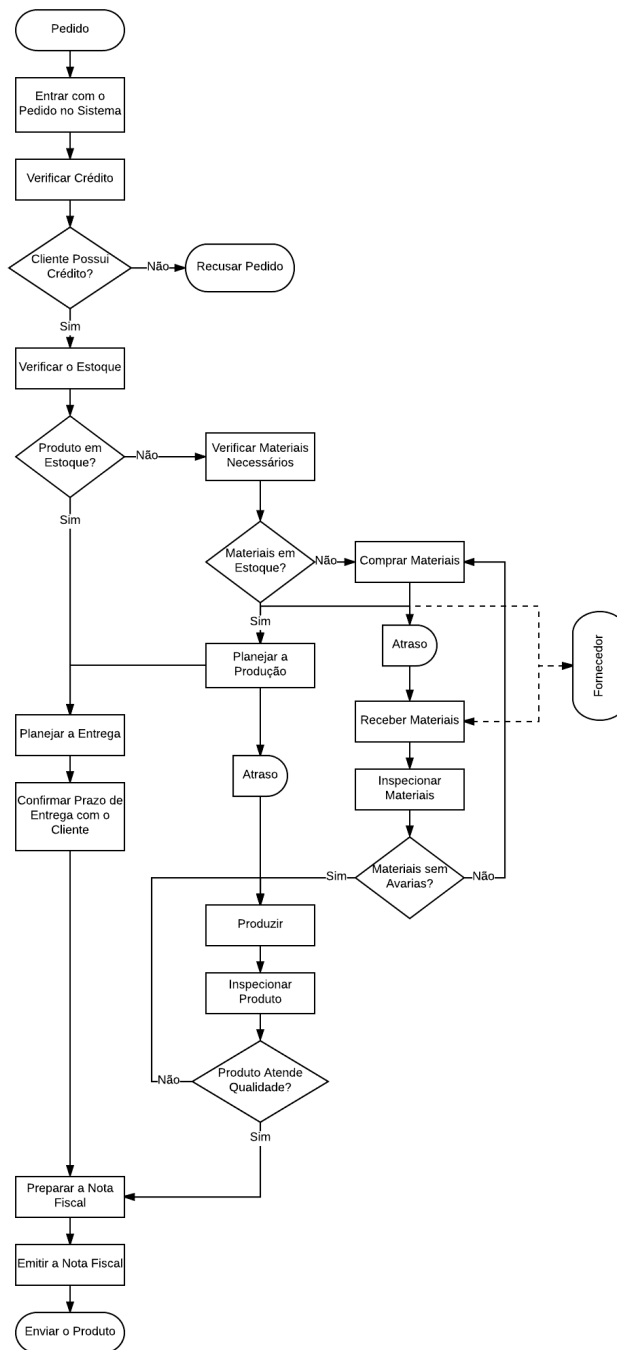 Pedido
Entrar com o
Pedido no Sistema
Verificar Crédito
Cliente Possui
Crédito?
Não
Recusar Pedido
Sim
Verificar o Estoque
Produto em
Estoque?
Não
Verificar Materiais
Necessários
Sim
Materiais em
Estoque?
Não
Comprar Materiais
Sim
Atraso
Planejar a
Produção
Fornecedor
Planejar a Entrega
Receber Materiais
Atraso
Inspecionar
Materiais
Confirmar Prazo de
Entrega com o
Cliente
Sim
Materiais sem
Avarias?
Não
Produzir
Inspecionar
Produto
Não
Produto Atende
Qualidade?
Sim
Preparar a Nota
Fiscal
Emitir a Nota Fiscal
Enviar o Produto